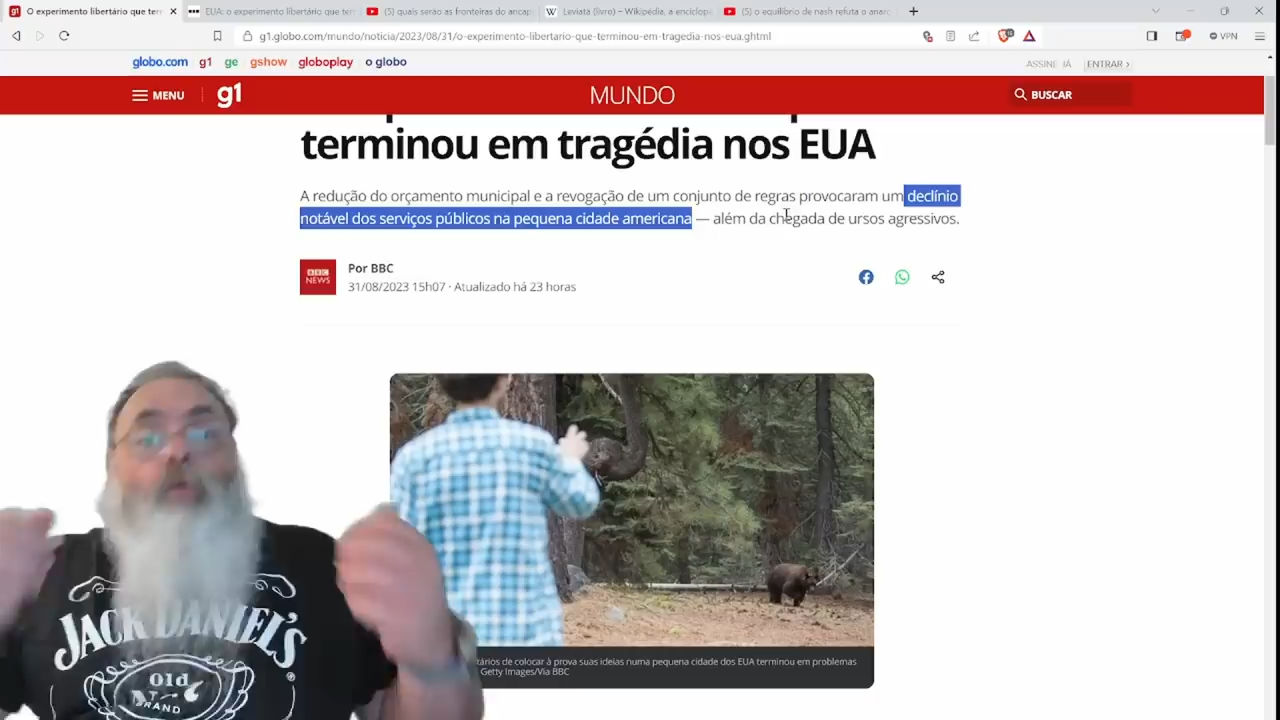 O experimento libertário que ter
EUA: o experimento libertário que ter
(5) quais serão as fronteiras do ancap
Leviatã (livro) – Wikipédia, a enciclope
(5) o equilíbrio de nash refuta o anarc
g1.globo.com/mundo/noticia/2023/08/31/o-experimento-libertario-que-terminou-em-tragedia-nos-eua.ghtml
VPN
globo.com g1 ge gshow globoplay o globo
ASSINE JÁ ENTRAR ›
MENU g1 MUNDO BUSCAR
terminou em tragédia nos EUA
A redução do orçamento municipal e a revogação de um conjunto de regras provocaram um declínio
notável dos serviços públicos na pequena cidade americana — além da chegada de ursos agressivos.
BBC
NEWS
Por BBC
31/08/2023 15h07 · Atualizado há 23 horas
tários de colocar à prova suas ideias numa pequena cidade dos EUA terminou em problemas
Getty Images/Via BBC
JACK DANIEL'S
Old
BRAND